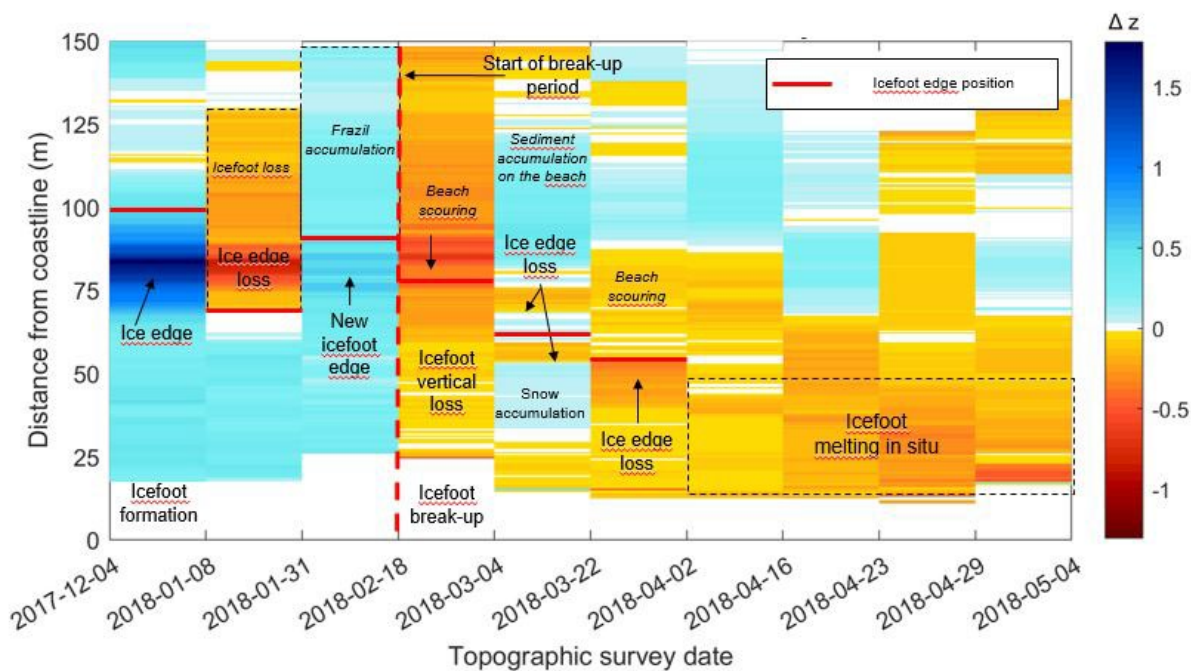 Δ z
150
125
100
75
50
25
0
Distance from coastline (m)
Start of break-up
period
Icefoot edge position
Icefoot loss
Frazil
accumulation
Beach
scouring
Sediment
accumulation
on the beach
Ice edge
loss
Ice edge
loss
Beach
scouring
Ice edge
New
icefoot
edge
Icefoot
vertical
loss
Snow
accumulation
Ice edge
loss
Icefoot
melting in situ
Icefoot
formation
Icefoot
break-up
1.5
1
0.5
0
-0.5
-1
2017-12-04
2018-01-08
2018-01-31
2018-02-18
2018-03-04
2018-03-22
2018-04-02
2018-04-16
2018-04-23
2018-04-29
2018-05-04
Topographic survey date